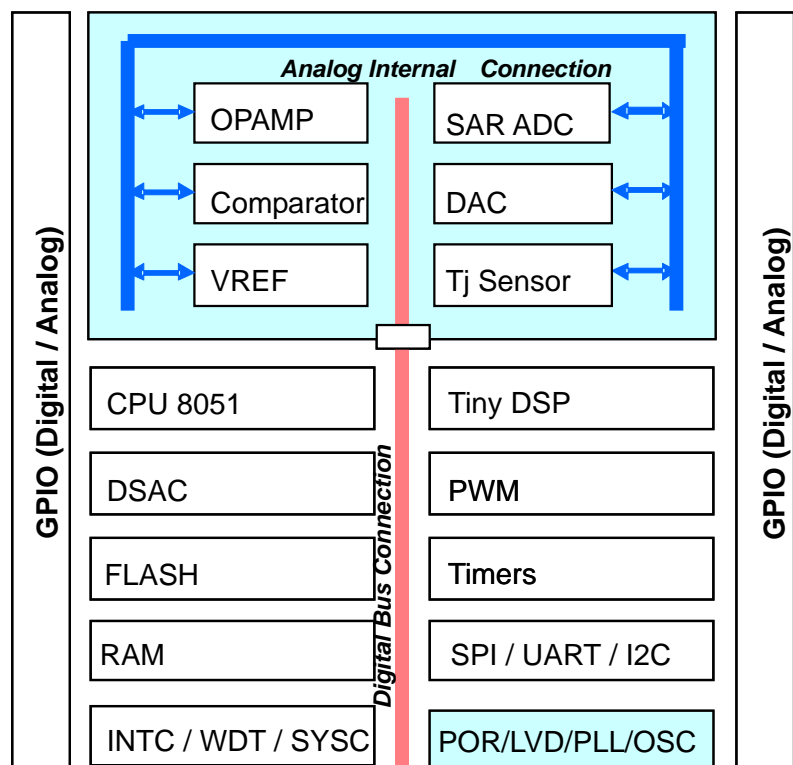 GPIO (Digital / Analog)
Analog Internal Connection
OPAMP
SAR ADC
Comparator
DAC
VREF
Tj Sensor
Digital Bus Connection
CPU 8051
Tiny DSP
DSAC
PWM
FLASH
Timers
RAM
SPI / UART / I2C
INTC / WDT / SYSC
POR/LVD/PLL/OSC
GPIO (Digital / Analog)